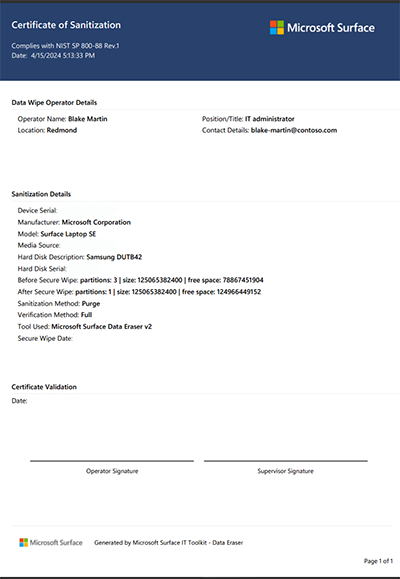 Certificate of Sanitization
Microsoft Surface
Complies with NIST SP 800-88 Rev.1
Date: 4/15/2024 5:13:33 PM
Data Wipe Operator Details
Operator Name: Blake Martin
Position/Title: IT administrator
Location: Redmond
Contact Details: blake-martin@contoso.com
Sanitization Details
Device Serial:
Manufacturer: Microsoft Corporation
Model: Surface Laptop SE
Media Source:
Hard Disk Description: Samsung DUTB42
Hard Disk Serial:
Before Secure Wipe: partitions: 3 | size: 125065382400 | free space: 78867451904
After Secure Wipe: partitions: 1 | size: 125065382400 | free space: 124966449152
Sanitization Method: Purge
Verification Method: Full
Tool Used: Microsoft Surface Data Eraser v2
Secure Wipe Date:
Certificate Validation
Date:
Operator Signature
Supervisor Signature
Microsoft Surface
Generated by Microsoft Surface IT Toolkit - Data Eraser
Page 1 of 1